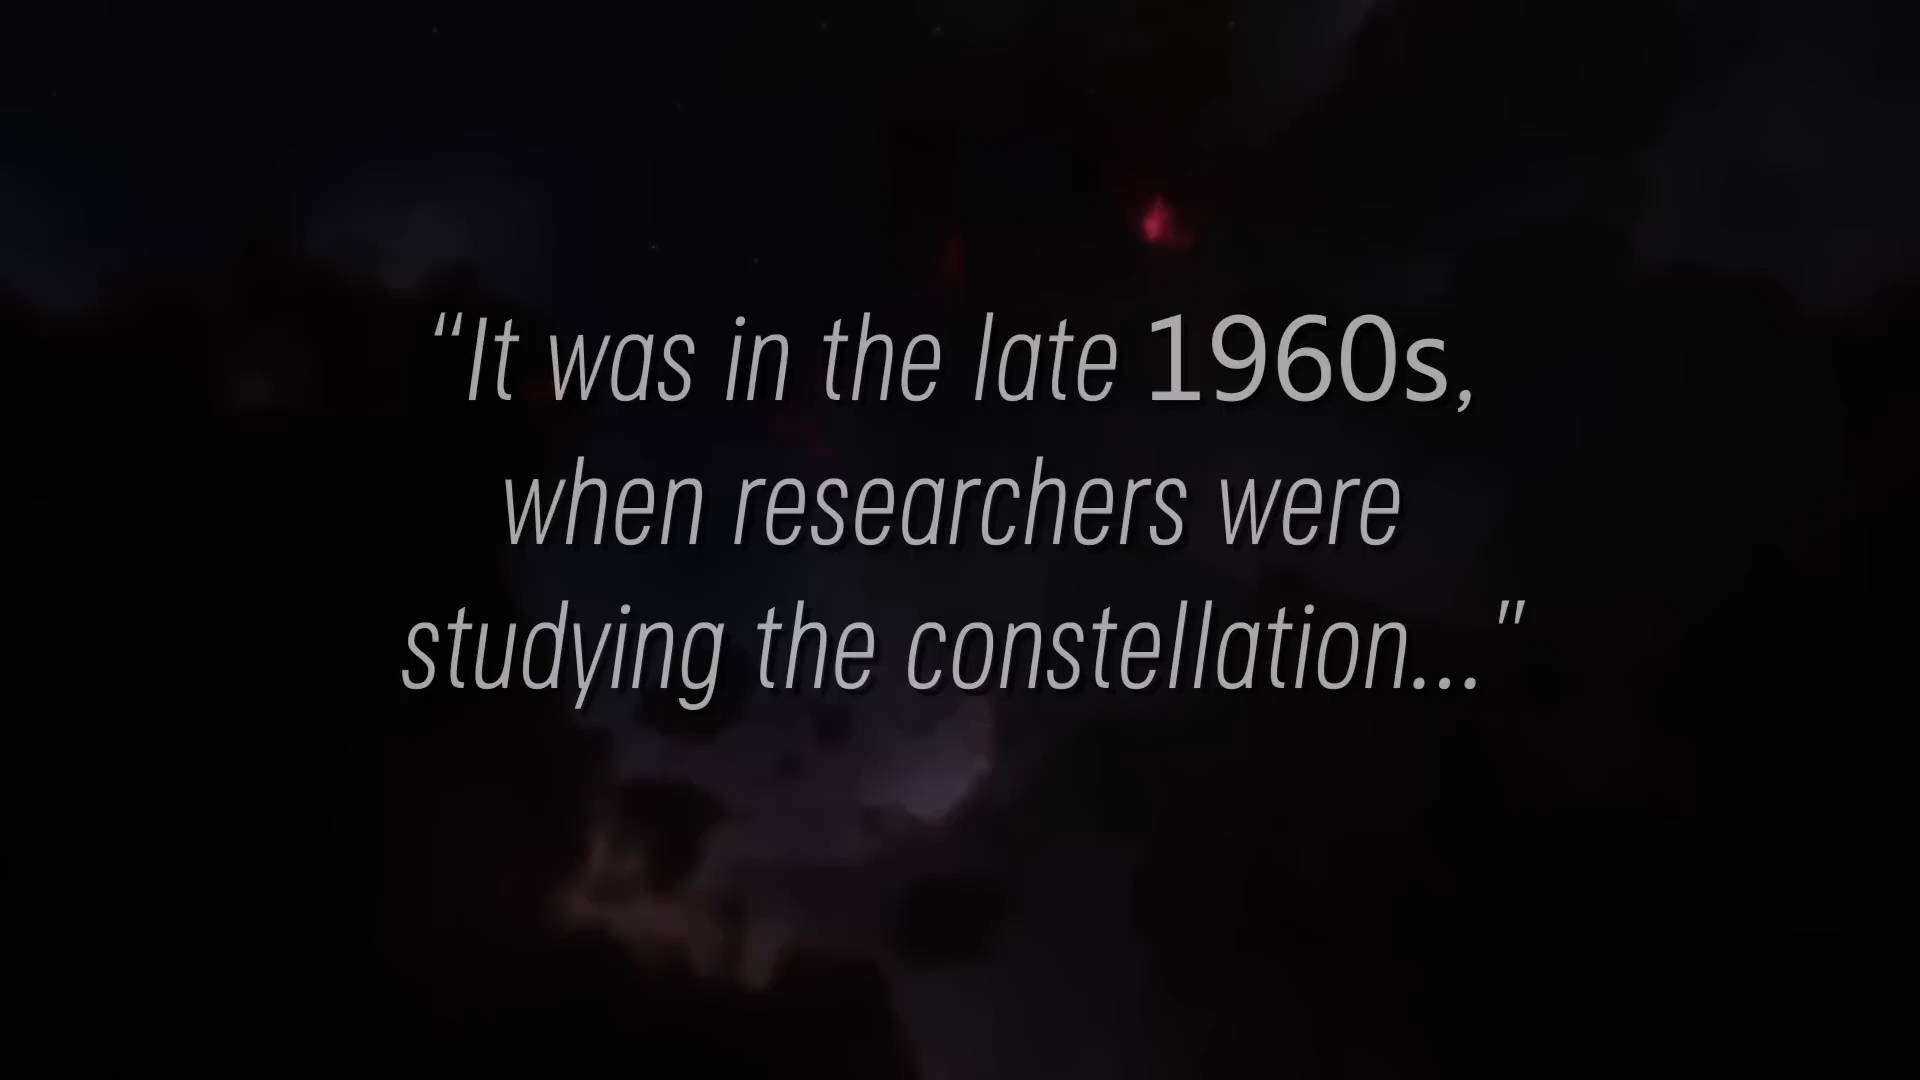 “It was in the late 1960s,
when researchers were
studying the constellation...”